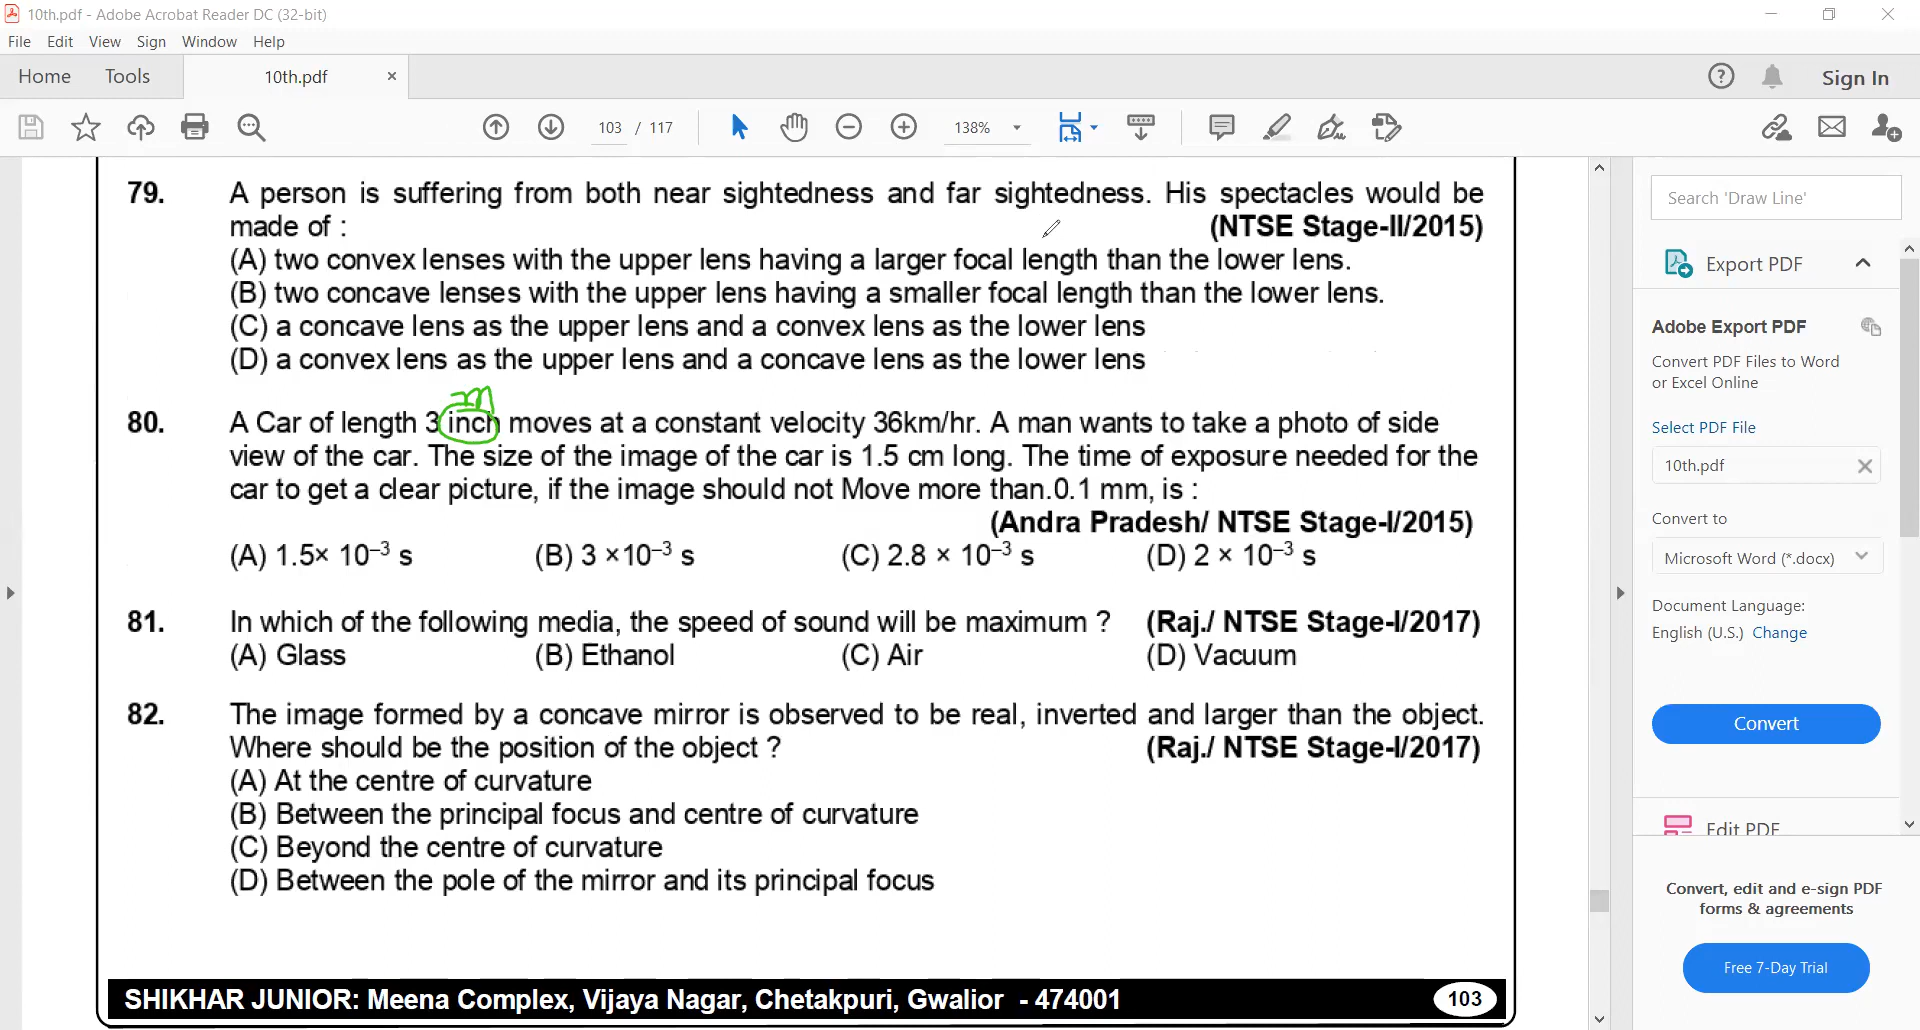 10th.pdf - Adobe Acrobat Reader DC (32-bit)
File Edit View Sign Window Help
Home Tools 10th.pdf × Sign In
103 / 117 138%
79. A person is suffering from both near sightedness and far sightedness. His spectacles would be
made of : (NTSE Stage-II/2015)
(A) two convex lenses with the upper lens having a larger focal length than the lower lens.
(B) two concave lenses with the upper lens having a smaller focal length than the lower lens.
(C) a concave lens as the upper lens and a convex lens as the lower lens
(D) a convex lens as the upper lens and a concave lens as the lower lens
m
80. A Car of length 3 inch moves at a constant velocity 36km/hr. A man wants to take a photo of side
view of the car. The size of the image of the car is 1.5 cm long. The time of exposure needed for the
car to get a clear picture, if the image should not Move more than.0.1 mm, is :
(Andra Pradesh/ NTSE Stage-I/2015)
(A) 1.5× 10⁻³ s (B) 3 ×10⁻³ s (C) 2.8 × 10⁻³ s (D) 2 × 10⁻³ s
81. In which of the following media, the speed of sound will be maximum ? (Raj./ NTSE Stage-I/2017)
(A) Glass (B) Ethanol (C) Air (D) Vacuum
82. The image formed by a concave mirror is observed to be real, inverted and larger than the object.
Where should be the position of the object ? (Raj./ NTSE Stage-I/2017)
(A) At the centre of curvature
(B) Between the principal focus and centre of curvature
(C) Beyond the centre of curvature
(D) Between the pole of the mirror and its principal focus
SHIKHAR JUNIOR: Meena Complex, Vijaya Nagar, Chetakpuri, Gwalior - 474001 103
Search 'Draw Line'
Export PDF
Adobe Export PDF
Convert PDF Files to Word
or Excel Online
Select PDF File
10th.pdf
Convert to
Microsoft Word (*.docx)
Document Language:
English (U.S.) Change
Convert
Edit PDF
Convert, edit and e-sign PDF
forms & agreements
Free 7-Day Trial